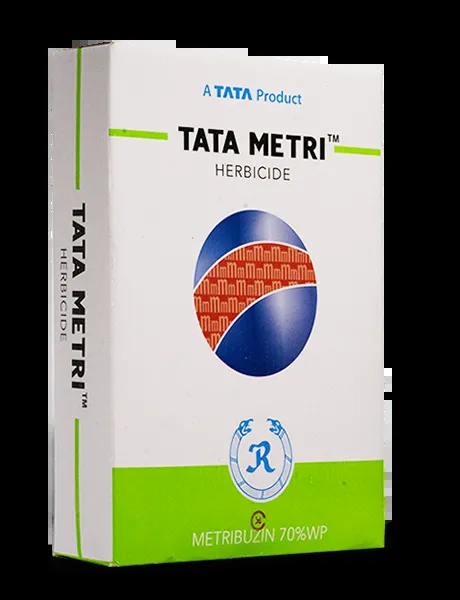 A TATA Product
TATA METRI™
HERBICIDE
R
METRIBUZIN 70%WP
TATA METRI™
HERBICIDE